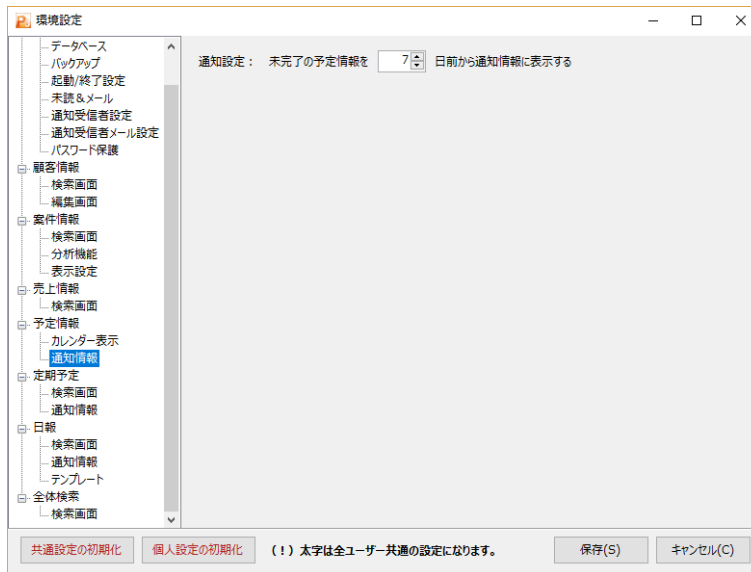 環境設定
データベース
バックアップ
起動/終了設定
未読＆メール
通知受信者設定
通知受信者メール設定
パスワード保護
顧客情報
検索画面
編集画面
案件情報
検索画面
分析機能
表示設定
売上情報
検索画面
予定情報
カレンダー表示
通知情報
定期予定
検索画面
通知情報
日報
検索画面
通知情報
テンプレート
全体検索
検索画面
通知設定： 未完了の予定情報を 7 日前から通知情報に表示する
共通設定の初期化 個人設定の初期化 （！）太字は全ユーザー共通の設定になります。 保存(S) キャンセル(C)